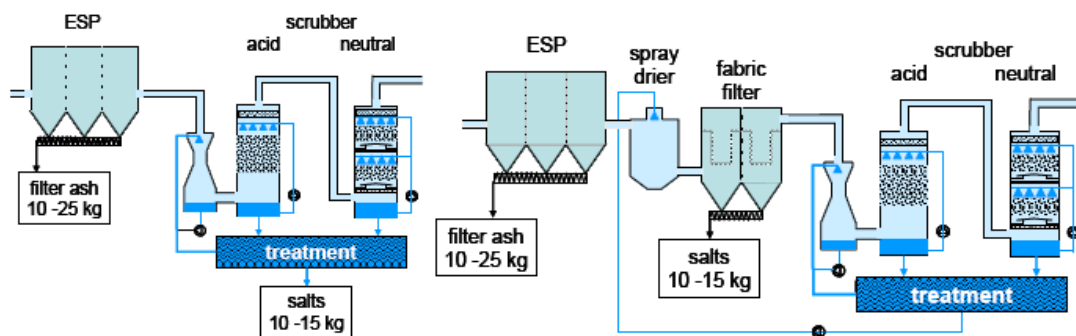 ESP
scrubber
acid
neutral
filter ash
10 -25 kg
treatment
salts
10 -15 kg
ESP
spray
drier
fabric
filter
scrubber
acid
neutral
filter ash
10 -25 kg
salts
10 -15 kg
treatment